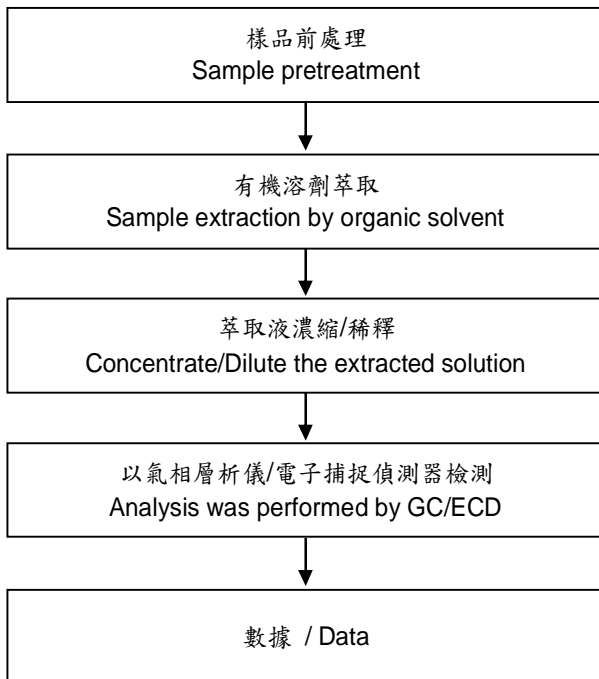 樣品前處理
Sample pretreatment
有機溶劑萃取
Sample extraction by organic solvent
萃取液濃縮/稀釋
Concentrate/Dilute the extracted solution
以氣相層析儀/電子捕捉偵測器檢測
Analysis was performed by GC/ECD
數據 / Data